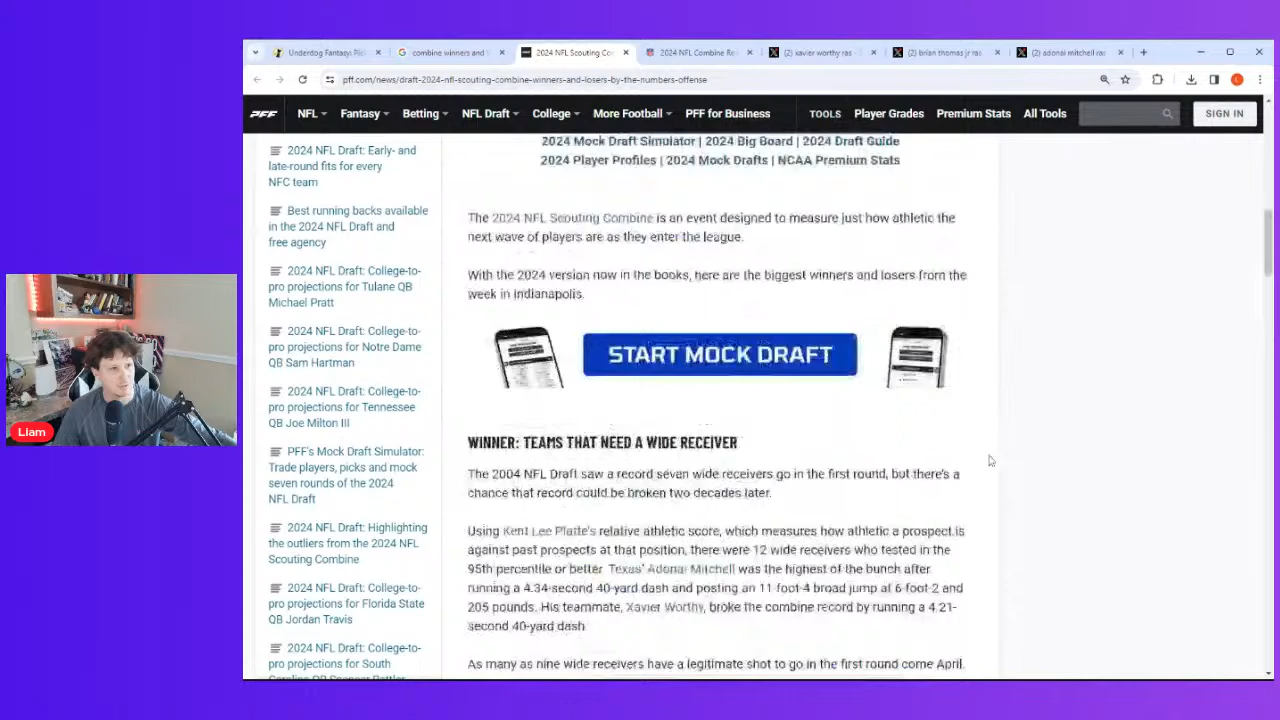 Underdog Fantasy: Pic
combine winners and
2024 NFL Scouting Co
2024 NFL Combine Re
(2) xavier worthy ras -
(2) brian thomas jr ras
(2) adonai mitchell ras
pff.com/news/draft-2024-nfl-scouting-combine-winners-and-losers-by-the-numbers-offense
PFF NFL Fantasy Betting NFL Draft College More Football PFF for Business TOOLS Player Grades Premium Stats All Tools SIGN IN
2024 NFL Draft: Early- and
late-round fits for every
NFC team
Best running backs available
in the 2024 NFL Draft and
free agency
2024 NFL Draft: College-to-
pro projections for Tulane QB
Michael Pratt
2024 NFL Draft: College-to-
pro projections for Notre Dame
QB Sam Hartman
2024 NFL Draft: College-to-
pro projections for Tennessee
QB Joe Milton III
PFF's Mock Draft Simulator:
Trade players, picks and mock
seven rounds of the 2024
NFL Draft
2024 NFL Draft: Highlighting
the outliers from the 2024 NFL
Scouting Combine
2024 NFL Draft: College-to-
pro projections for Florida State
QB Jordan Travis
2024 NFL Draft: College-to-
pro projections for South
Carolina QB Spencer Rattler
2024 Mock Draft Simulator | 2024 Big Board | 2024 Draft Guide
2024 Player Profiles | 2024 Mock Drafts | NCAA Premium Stats
The 2024 NFL Scouting Combine is an event designed to measure just how athletic the
next wave of players are as they enter the league.
With the 2024 version now in the books, here are the biggest winners and losers from the
week in Indianapolis.
START MOCK DRAFT
WINNER: TEAMS THAT NEED A WIDE RECEIVER
The 2004 NFL Draft saw a record seven wide receivers go in the first round, but there's a
chance that record could be broken two decades later.
Using Kent Lee Platte's relative athletic score, which measures how athletic a prospect is
against past prospects at that position, there were 12 wide receivers who tested in the
95th percentile or better. Texas' Adonai Mitchell was the highest of the bunch after
running a 4.34-second 40-yard dash and posting an 11-foot-4 broad jump at 6-foot-2 and
205 pounds. His teammate, Xavier Worthy, broke the combine record by running a 4.21-
second 40-yard dash
As many as nine wide receivers have a legitimate shot to go in the first round come April.
Liam